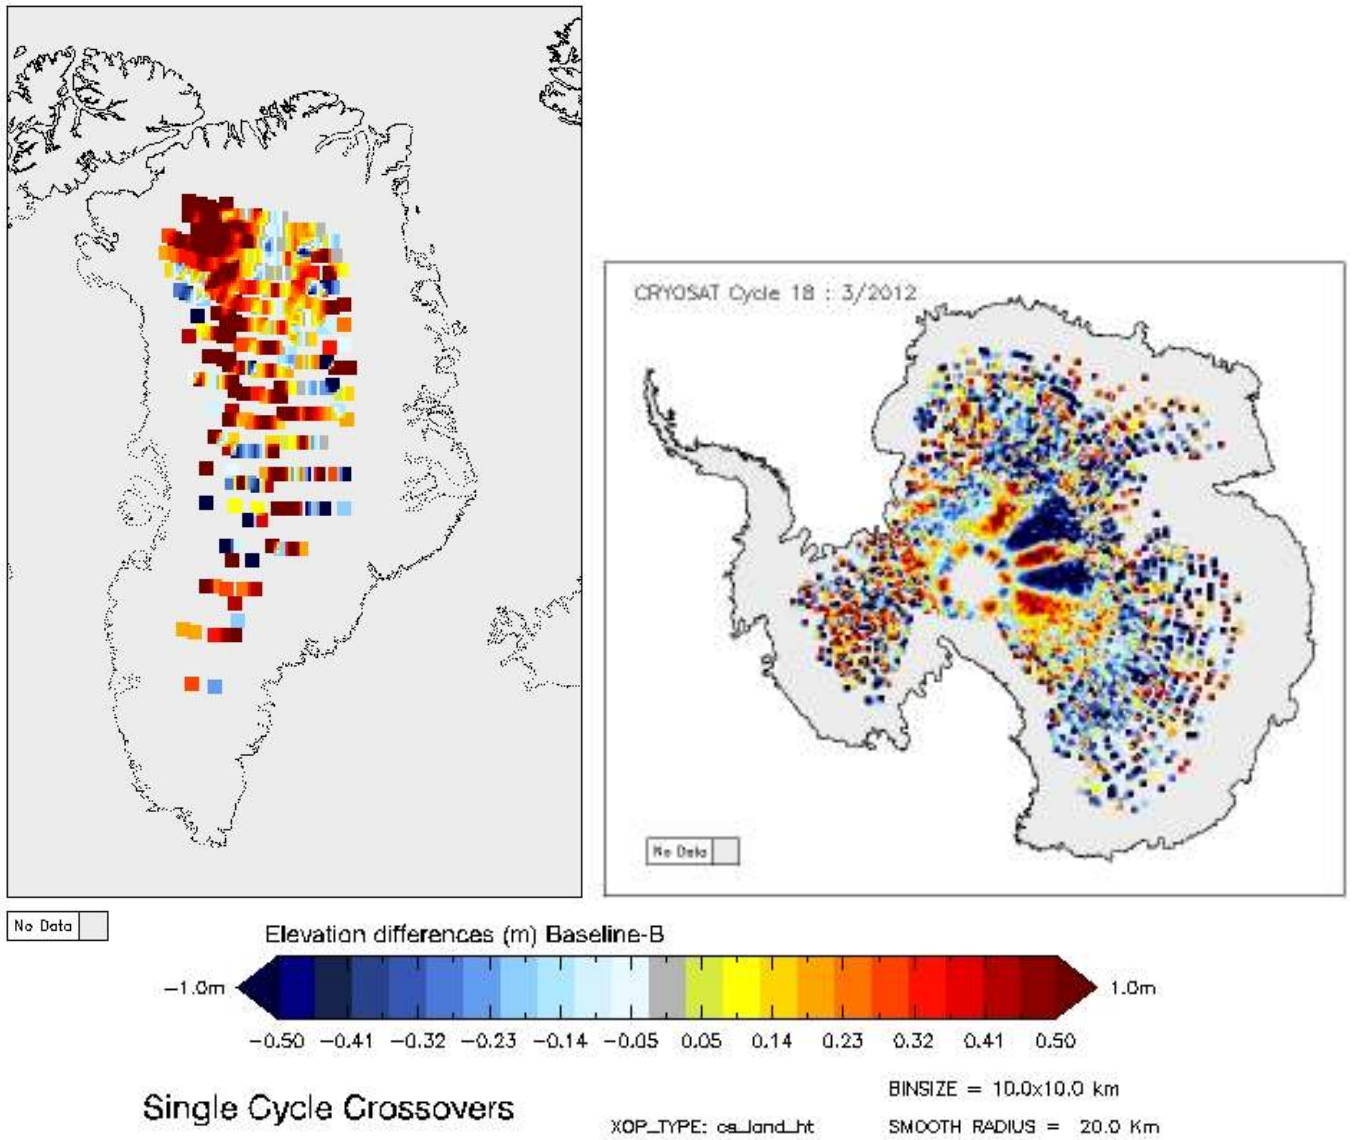 CRYOSAT Cycle 18 : 3/2012
No Data
No Data
Elevation differences (m) Baseline-B
−1.0m
1.0m
−0.50 −0.41 −0.32 −0.23 −0.14 −0.05 0.05 0.14 0.23 0.32 0.41 0.50
BINSIZE = 10.0x10.0 km
Single Cycle Crossovers
XOP_TYPE: cs_land_ht
SMOOTH RADIUS = 20.0 Km